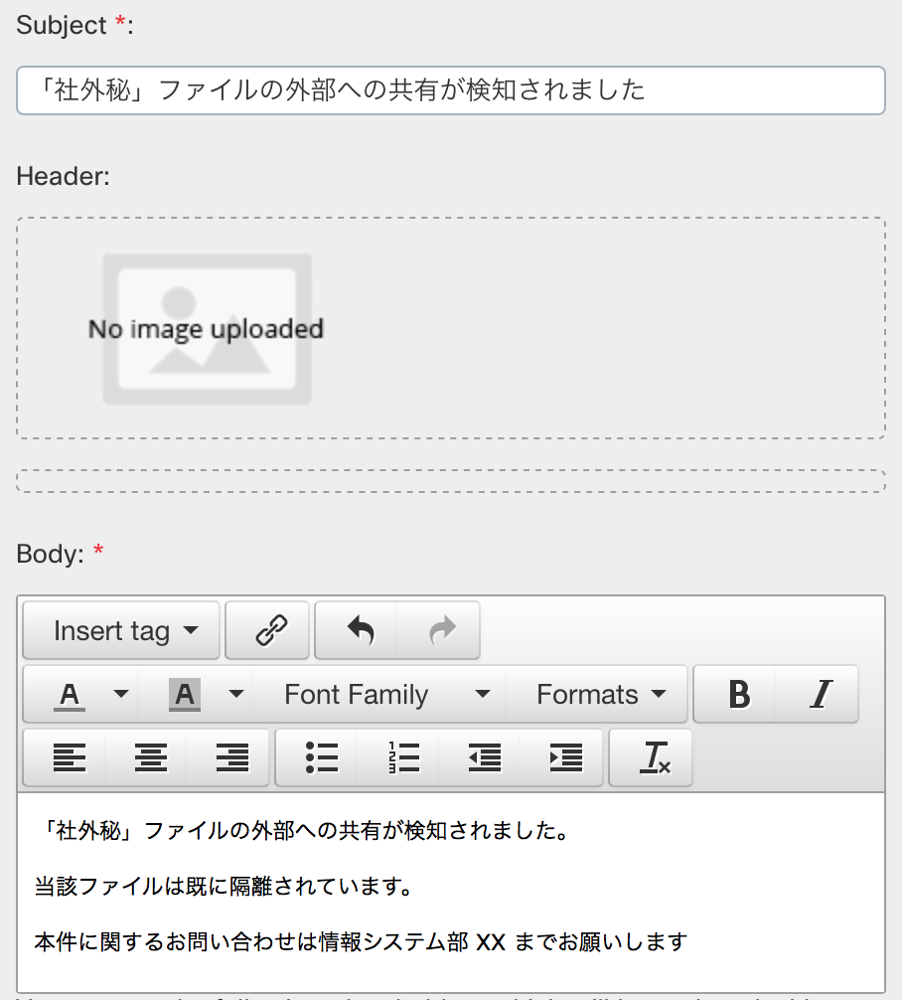 Subject *:
「社外秘」ファイルの外部への共有が検知されました
Header:
No image uploaded
Body: *
Insert tag
A A Font Family Formats B I
「社外秘」ファイルの外部への共有が検知されました。
当該ファイルは既に隔離されています。
本件に関するお問い合わせは情報システム部 XX までお願いします